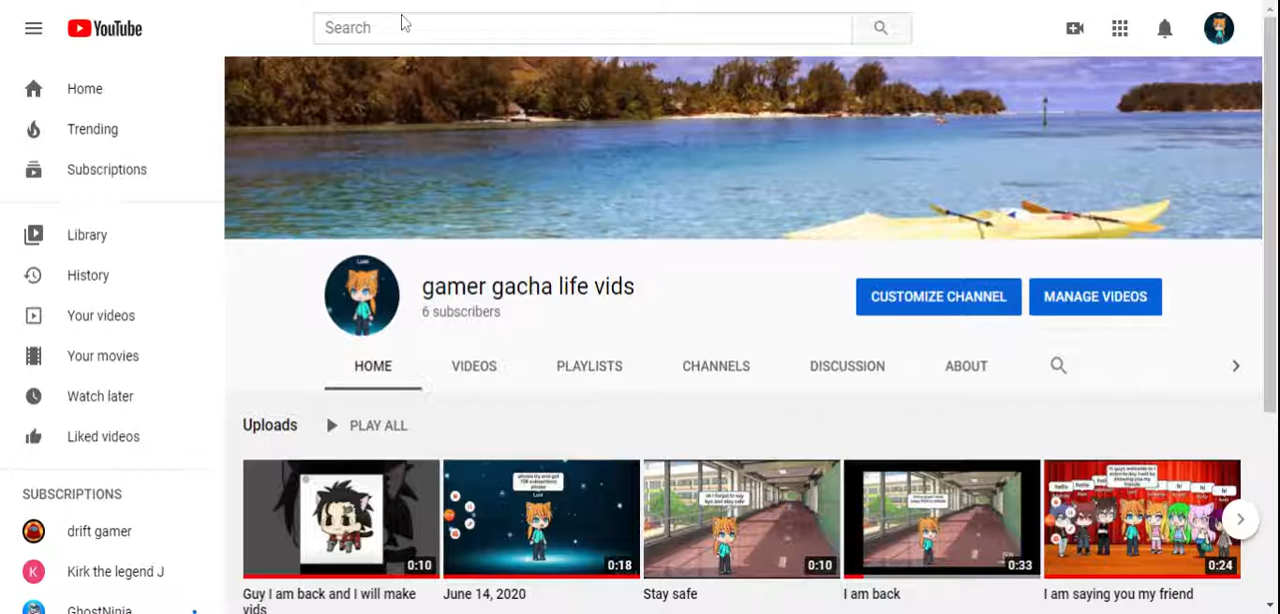 YouTube
Search
Home
Trending
Subscriptions
Library
History
Your videos
Your movies
Watch later
Liked videos
SUBSCRIPTIONS
drift gamer
K
Kirk the legend J
GhostNinja
gamer gacha life vids
6 subscribers
CUSTOMIZE CHANNEL
MANAGE VIDEOS
HOME
VIDEOS
PLAYLISTS
CHANNELS
DISCUSSION
ABOUT
Uploads
PLAY ALL
0:10
0:18
0:10
0:33
0:24
Guy I am back and I will make
vids
June 14, 2020
Stay safe
I am back
I am saying you my friend